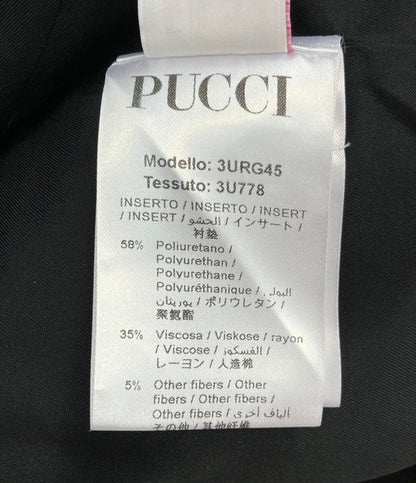 PUCCI
Modello: 3URG45
Tessuto: 3U778
INSERTO / INSERTO / INSERT
/ INSERT / الحشو / インサート /
衬垫
58% Poliuretano /
Polyurethan /
Polyurethane /
Polyuréthanique /
يوريثان / ポリウレタン /
聚氨酯
35% Viscosa / Viskose / rayon
/ Viscose / الفسكوز /
レーヨン / 人造棉
5% Other fibers / Other
fibers / Other fibers /
Other fibers / ألياف أخرى /
その他 / 其他纤维